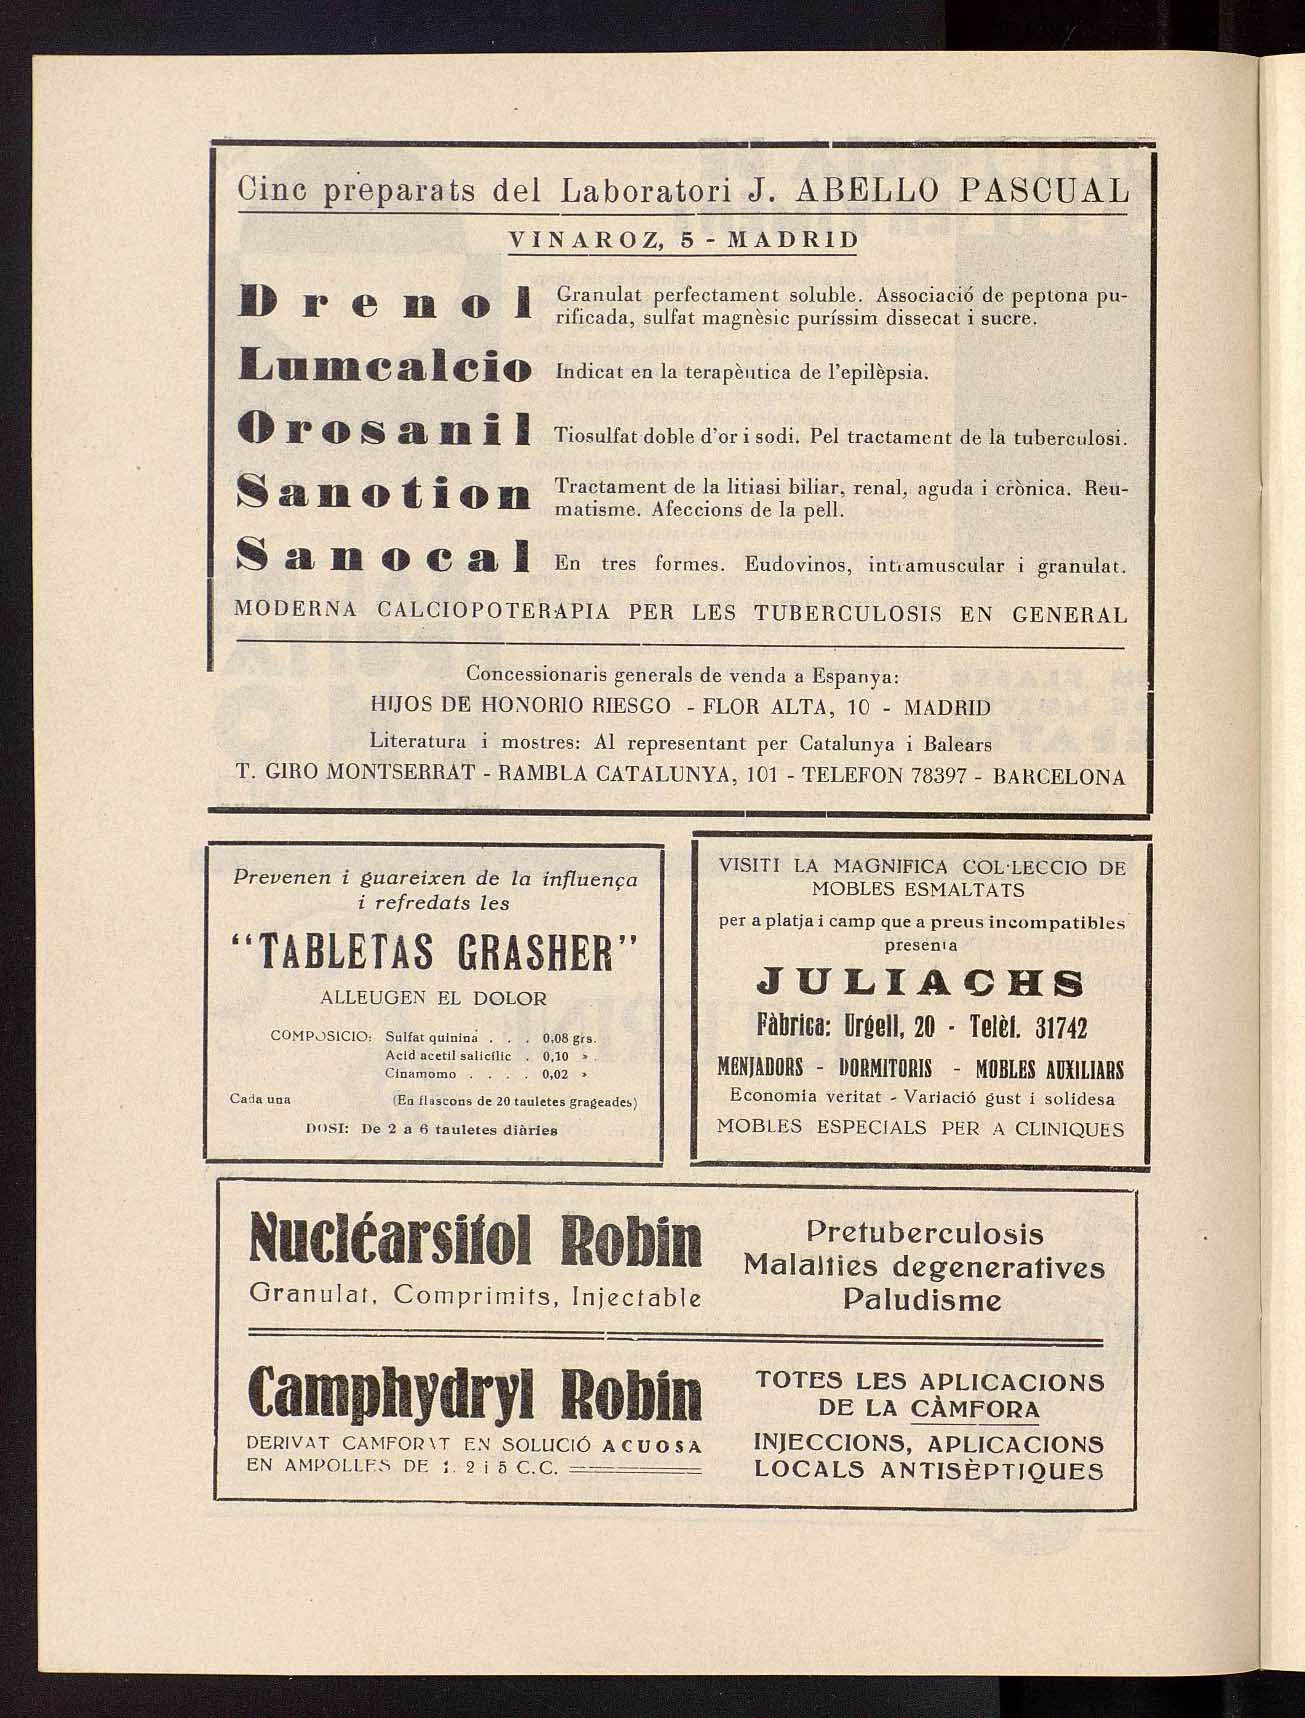 Cinc preparats del Laboratori J. ABELLO PASCUAL
VINAROZ, 5 - MADRID
Drenol
Granulat perfectament soluble. Associació de peptona pu-
rificada, sulfat magnèsic puríssim dissecat i sucre.
Lumcalcio
Indicat en la terapèutica de l'epilèpsia.
Orosanil
Tiosulfat doble d'or i sodi. Pel tractament de la tuberculosi.
Sanotion
Tractament de la litiasi biliar, renal, aguda i crònica. Reu-
matisme. Afeccions de la pell.
Sanocal
En tres formes. Eudovinos, intramuscular i granulat.
MODERNA CALCIOPOTERAPIA PER LES TUBERCULOSIS EN GENERAL
Concessionaris generals de venda a Espanya:
HIJOS DE HONORIO RIESGO - FLOR ALTA, 10 - MADRID
Literatura i mostres: Al representant per Catalunya i Balears
T. GIRO MONTSERRAT - RAMBLA CATALUNYA, 101 - TELEFON 78397 - BARCELONA
Prevenen i guareixen de la influença
i refredats les
“TABLETAS GRASHER”
ALLEUGEN EL DOLOR
COMPOSICIO: Sulfat quinina . . . 0,08 grs.
Acid acetil salicílic . 0,10 » .
Cinamomo . . . . 0,02 »
Cada una (En flascons de 20 tauletes grageades)
DOSI: De 2 a 6 tauletes diàries
VISITI LA MAGNIFICA COL·LECCIO DE
MOBLES ESMALTATS
per a platja i camp que a preus incompatibles
presenta
JULIACHS
Fàbrica: Urgell, 20 - Telèf. 31742
MENJADORS - DORMITORIS - MOBLES AUXILIARS
Economia veritat - Variació gust i solidesa
MOBLES ESPECIALS PER A CLINIQUES
Nucléarsitol Robin
Granulat, Comprimits, Injectable
Pretuberculosis
Malalties degeneratives
Paludisme
Camphydryl Robin
DERIVAT CAMFORAT EN SOLUCIÓ ACUOSA
EN AMPOLLES DE 1, 2 i 5 C.C.
TOTES LES APLICACIONS
DE LA CÀMFORA
INJECCIONS, APLICACIONS
LOCALS ANTISÈPTIQUES